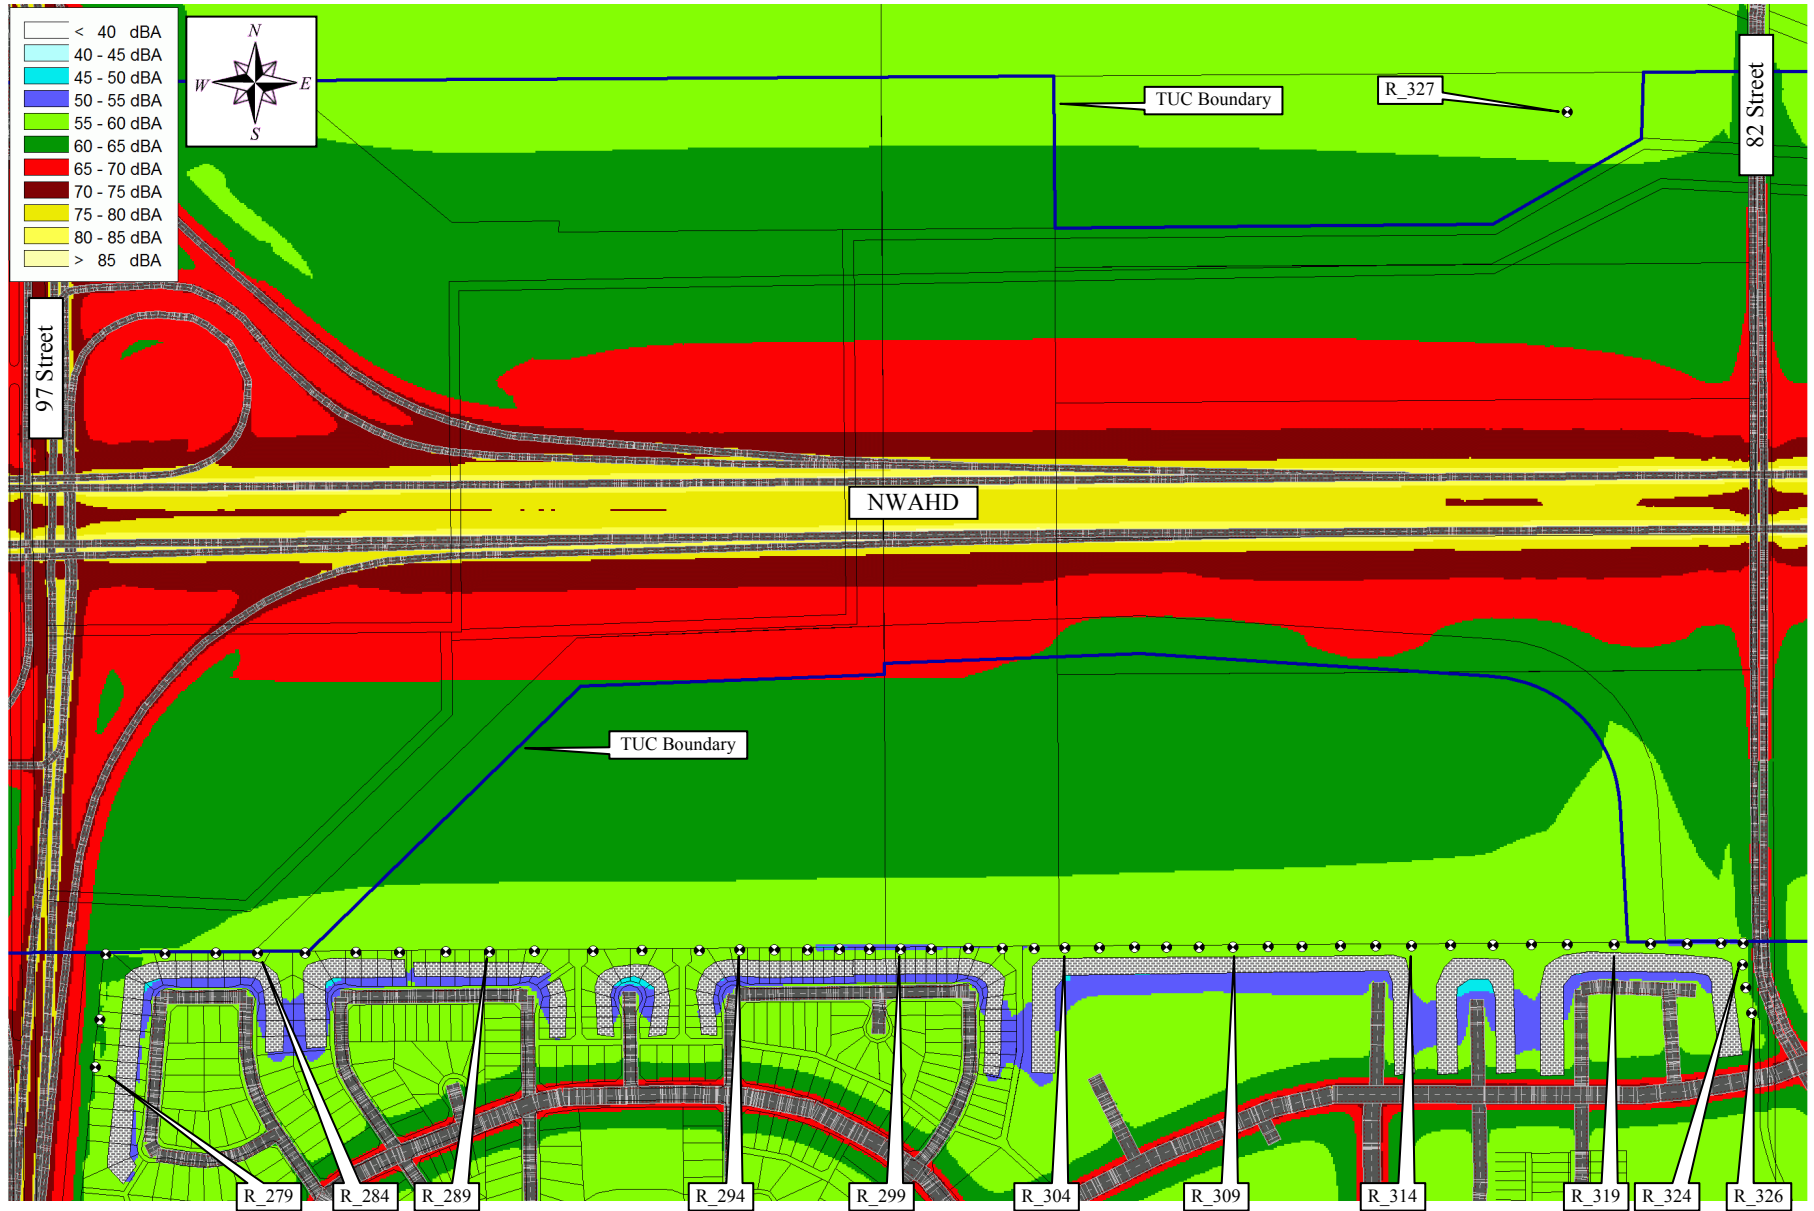 < 40 dBA
40 - 45 dBA
45 - 50 dBA
50 - 55 dBA
55 - 60 dBA
60 - 65 dBA
65 - 70 dBA
70 - 75 dBA
75 - 80 dBA
80 - 85 dBA
> 85 dBA
N
W
E
S
TUC Boundary
R_327
82 Street
97 Street
NWAHD
TUC Boundary
R_279
R_284
R_289
R_294
R_299
R_304
R_309
R_314
R_319
R_324
R_326